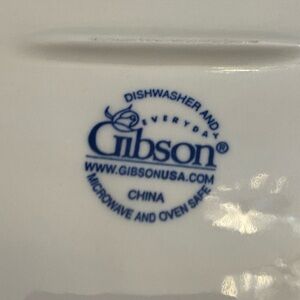 DISHWASHER AND
EVERYDAY
Gibson®
WWW.GIBSONUSA.COM
CHINA
MICROWAVE AND OVEN SAFE